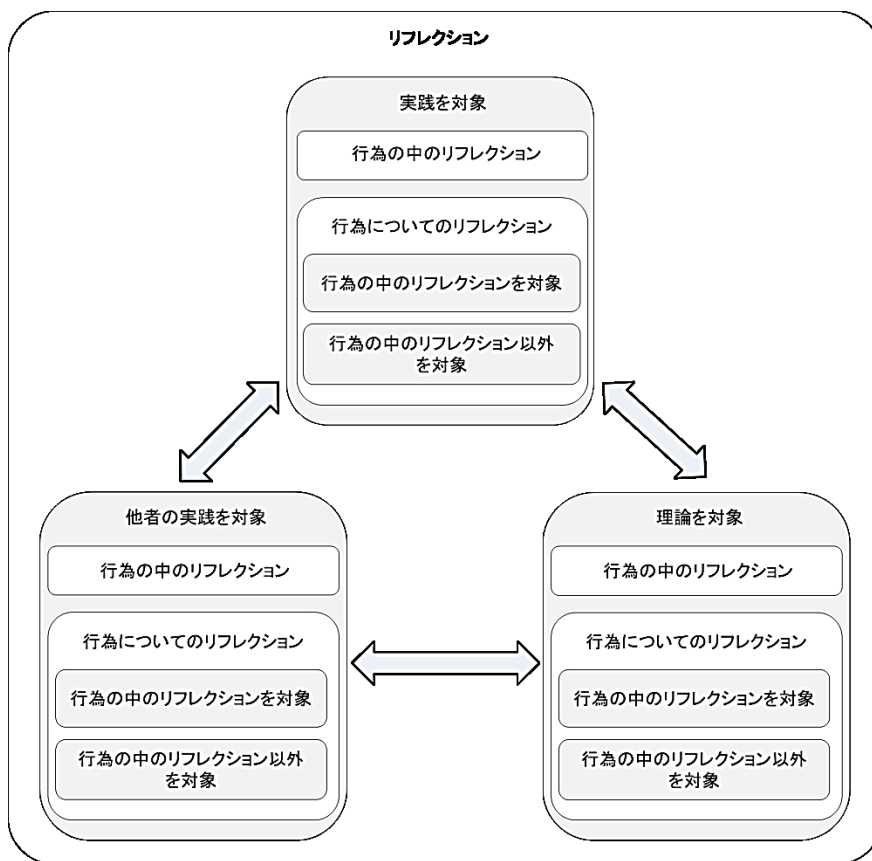 リフレクション
実践を対象
行為の中のリフレクション
行為についてのリフレクション
行為の中のリフレクションを対象
行為の中のリフレクション以外
を対象
他者の実践を対象
行為の中のリフレクション
行為についてのリフレクション
行為の中のリフレクションを対象
行為の中のリフレクション以外
を対象
理論を対象
行為の中のリフレクション
行為についてのリフレクション
行為の中のリフレクションを対象
行為の中のリフレクション以外
を対象